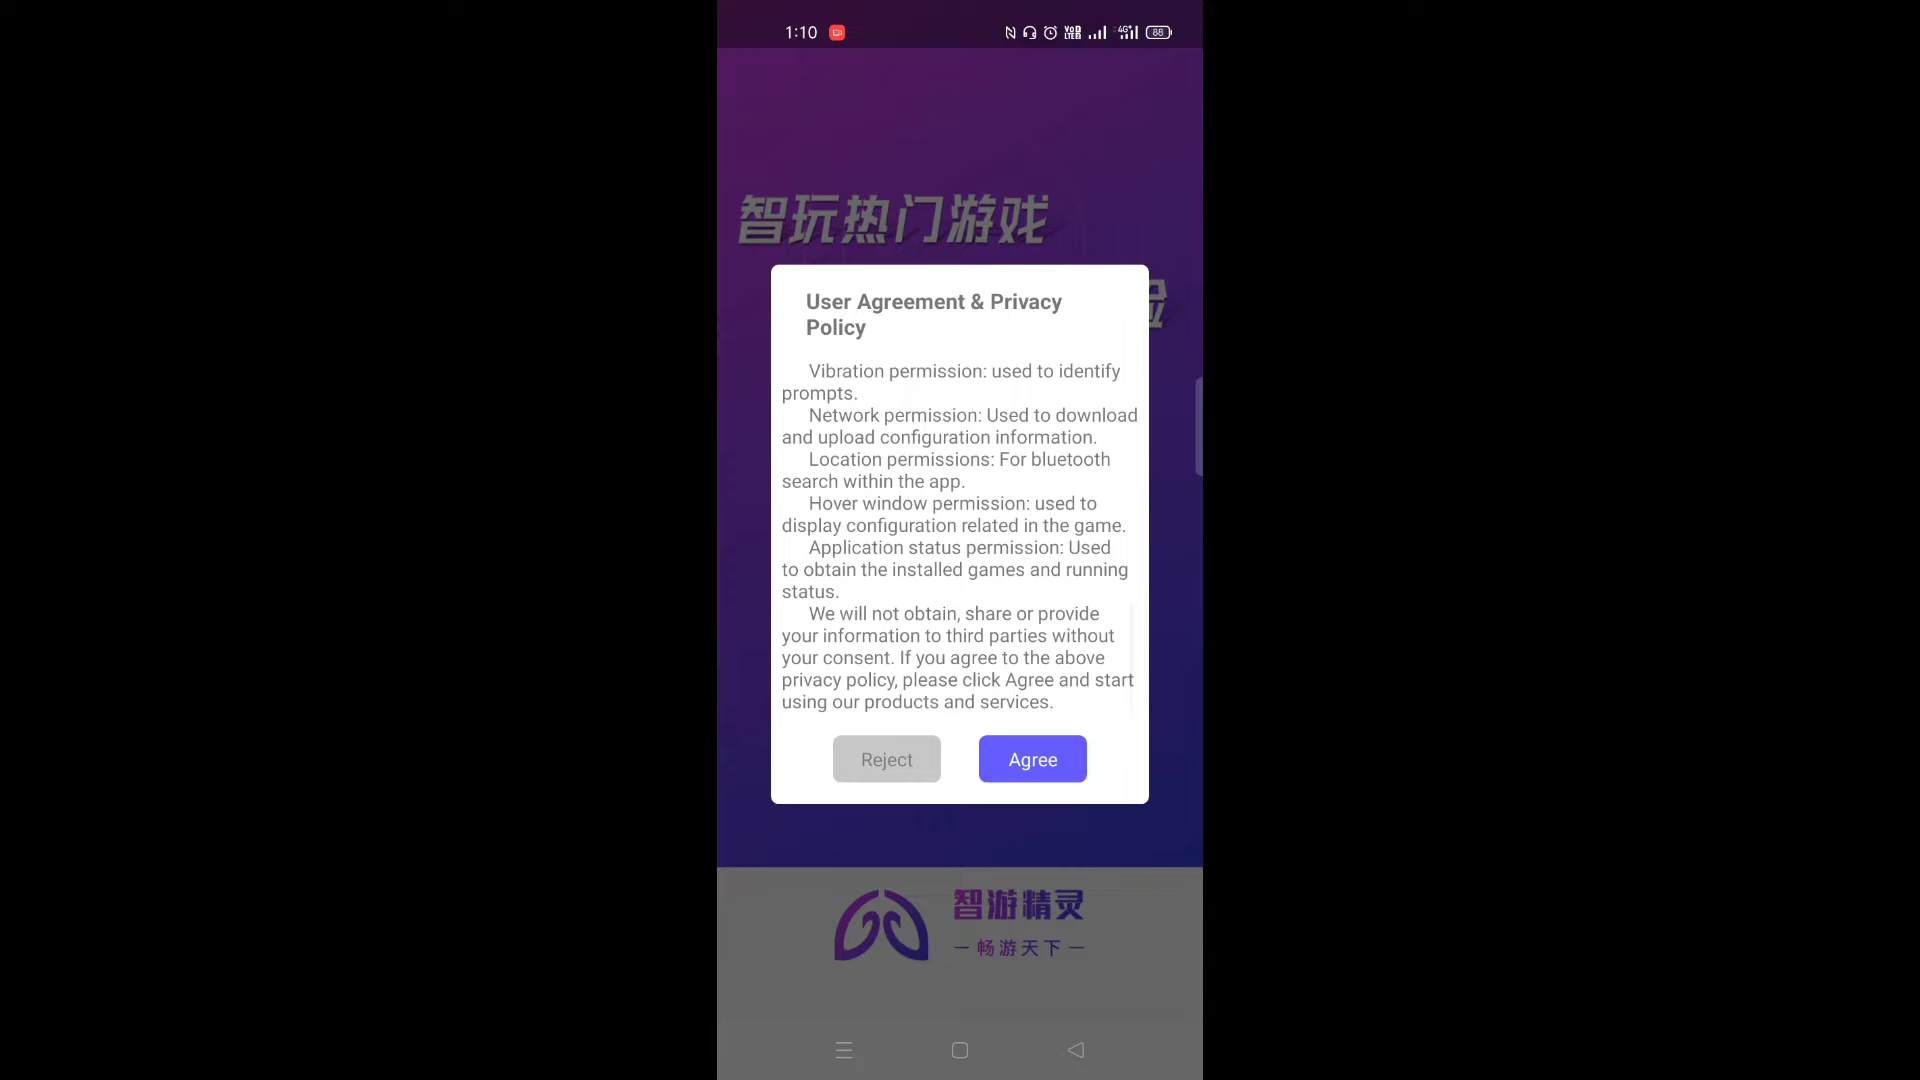 1:10
VoD
LTE
4G+
88
智玩热门游戏
User Agreement & Privacy
Policy
Vibration permission: used to identify
prompts.
Network permission: Used to download
and upload configuration information.
Location permissions: For bluetooth
search within the app.
Hover window permission: used to
display configuration related in the game.
Application status permission: Used
to obtain the installed games and running
status.
We will not obtain, share or provide
your information to third parties without
your consent. If you agree to the above
privacy policy, please click Agree and start
using our products and services.
Reject
Agree
智游精灵
一畅游天下一